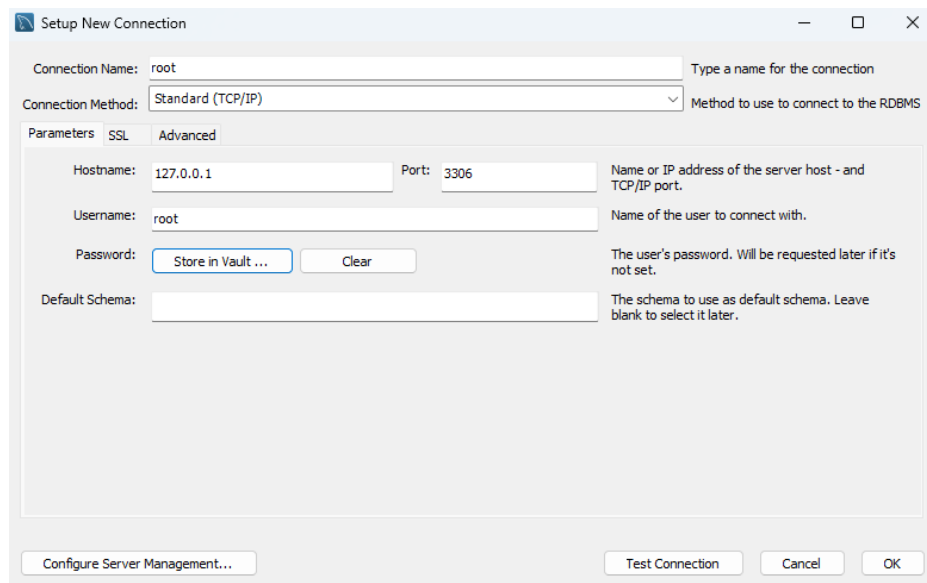 Setup New Connection
Connection Name: root Type a name for the connection
Connection Method: Standard (TCP/IP) Method to use to connect to the RDBMS
Parameters SSL Advanced
Hostname: 127.0.0.1 Port: 3306 Name or IP address of the server host - and
TCP/IP port.
Username: root Name of the user to connect with.
Password: Store in Vault ... Clear The user's password. Will be requested later if it's
not set.
Default Schema: The schema to use as default schema. Leave
blank to select it later.
Configure Server Management... Test Connection Cancel OK